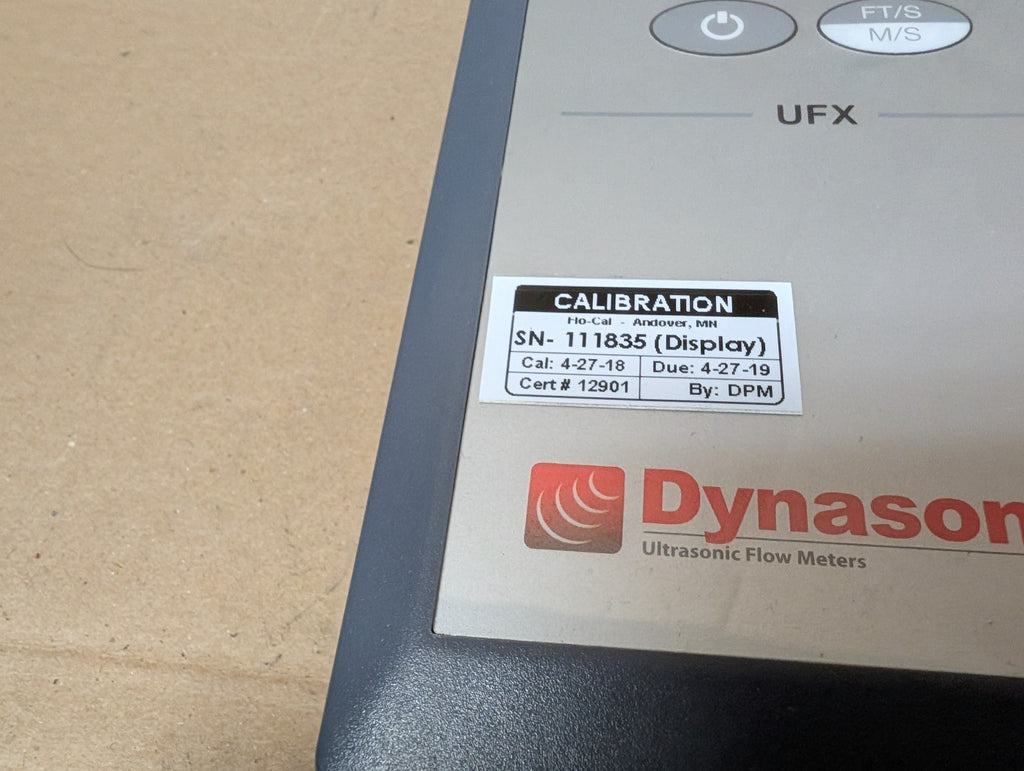 FT/S
M/S
UFX
CALIBRATION
Flo-Cal - Andover, MN
SN- 111835 (Display)
Cal: 4-27-18 Due: 4-27-19
Cert # 12901 By: DPM
Dynason
Ultrasonic Flow Meters